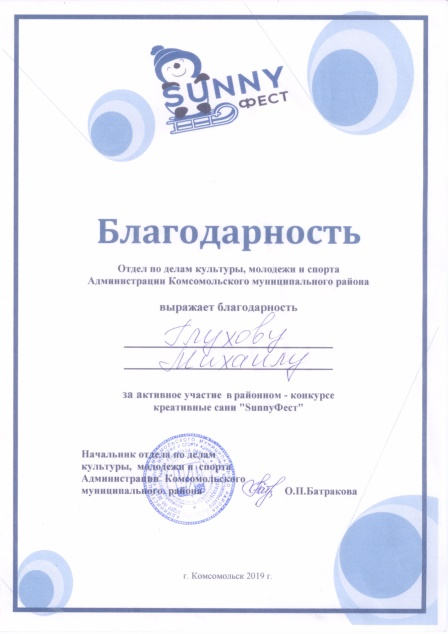 SUNNY
ФЕСТ
Благодарность
Отдел по делам культуры, молодежи и спорта
Администрации Комсомольского муниципального района
выражает благодарность
Глухову
Михаилу
за активное участие в районном - конкурсе
креативные сани "SunnyФест"
Начальник отдела по делам
культуры, молодежи и спорта
Администрации Комсомольского
муниципального района
О.П.Батракова
г. Комсомольск 2019 г.